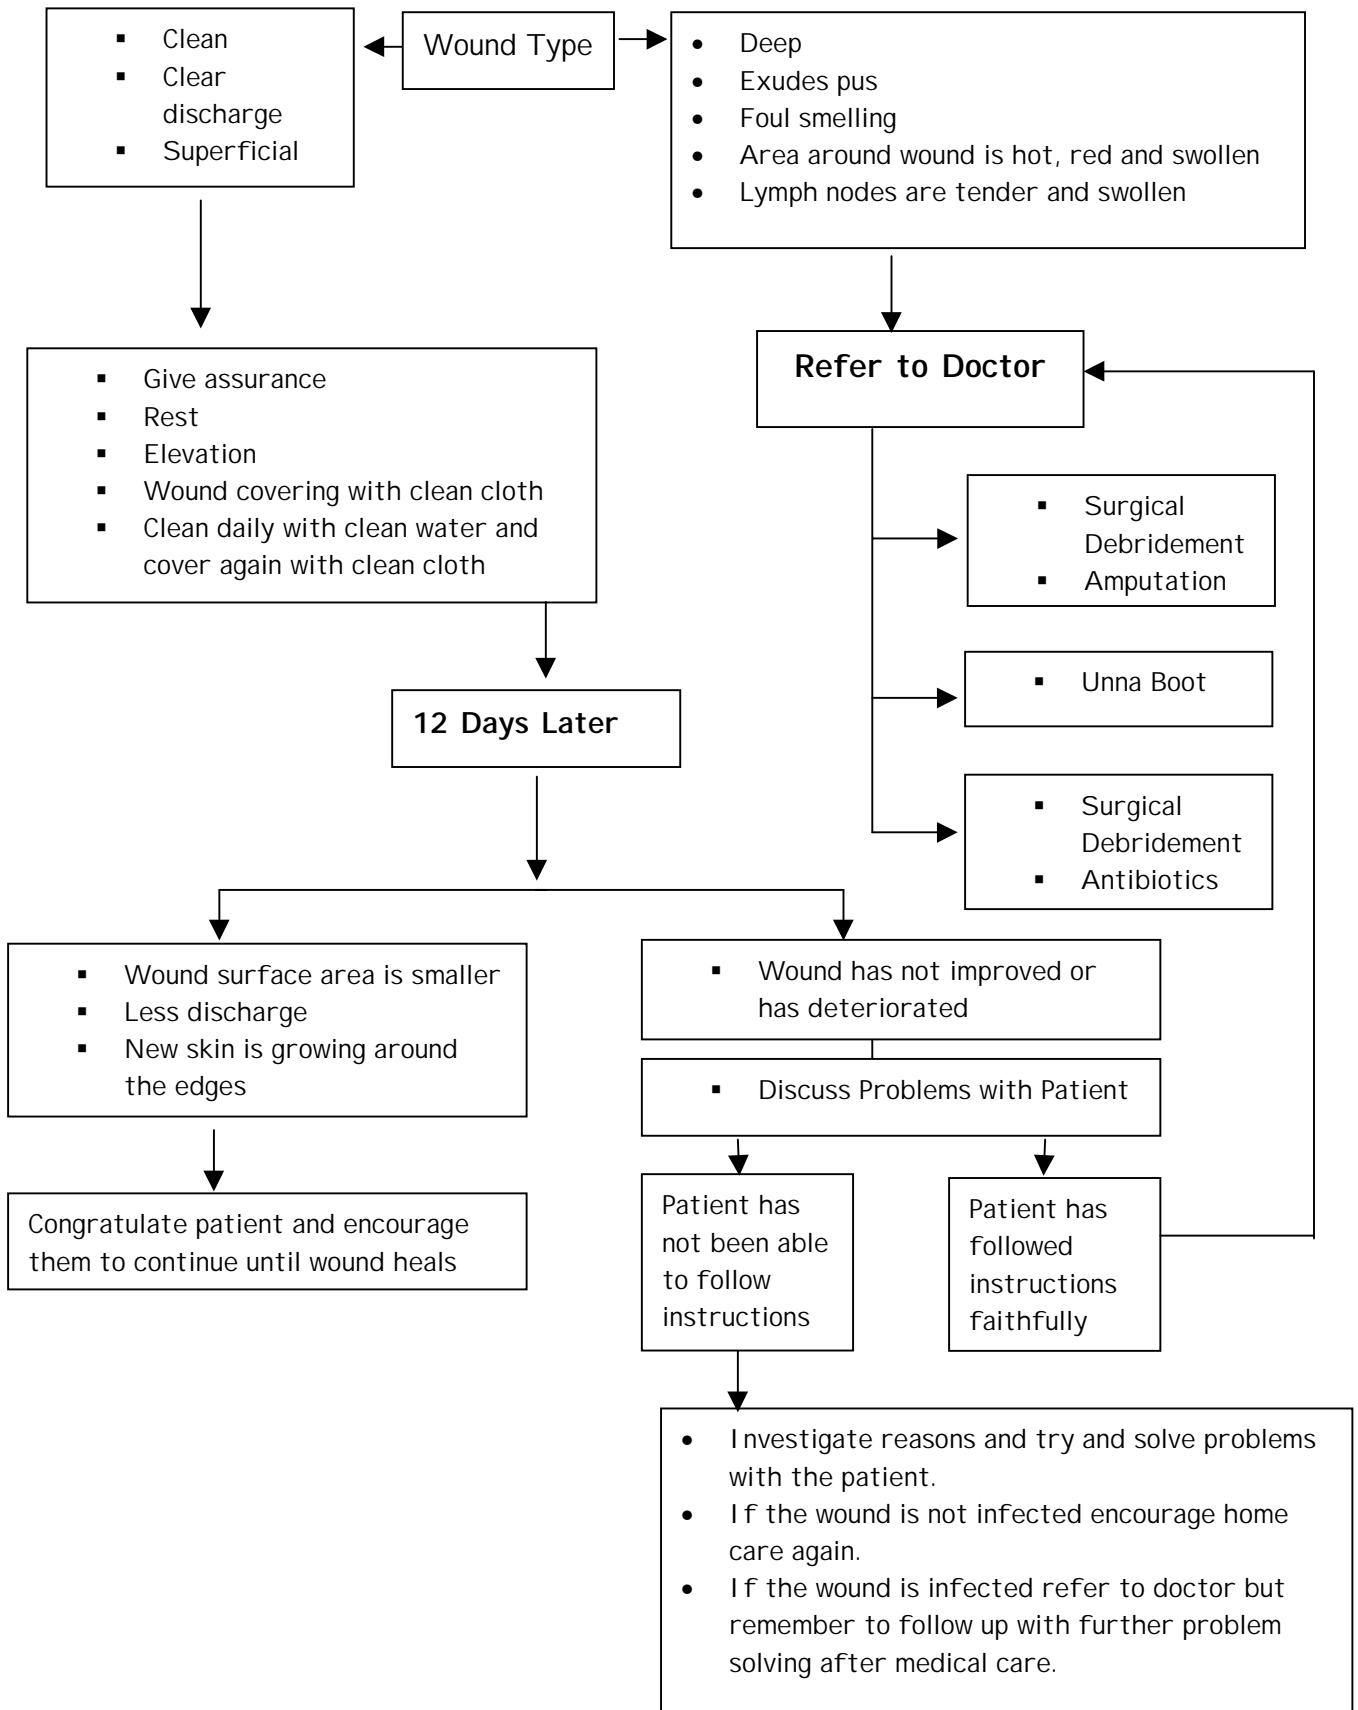 Wound Type
▪ Clean
▪ Clear
discharge
▪ Superficial
• Deep
• Exudes pus
• Foul smelling
• Area around wound is hot, red and swollen
• Lymph nodes are tender and swollen
▪ Give assurance
▪ Rest
▪ Elevation
▪ Wound covering with clean cloth
▪ Clean daily with clean water and
cover again with clean cloth
Refer to Doctor
▪ Surgical
Debridement
▪ Amputation
▪ Unna Boot
▪ Surgical
Debridement
▪ Antibiotics
12 Days Later
▪ Wound surface area is smaller
▪ Less discharge
▪ New skin is growing around
the edges
Congratulate patient and encourage
them to continue until wound heals
▪ Wound has not improved or
has deteriorated
▪ Discuss Problems with Patient
Patient has
not been able
to follow
instructions
Patient has
followed
instructions
faithfully
• Investigate reasons and try and solve problems
with the patient.
• If the wound is not infected encourage home
care again.
• If the wound is infected refer to doctor but
remember to follow up with further problem
solving after medical care.